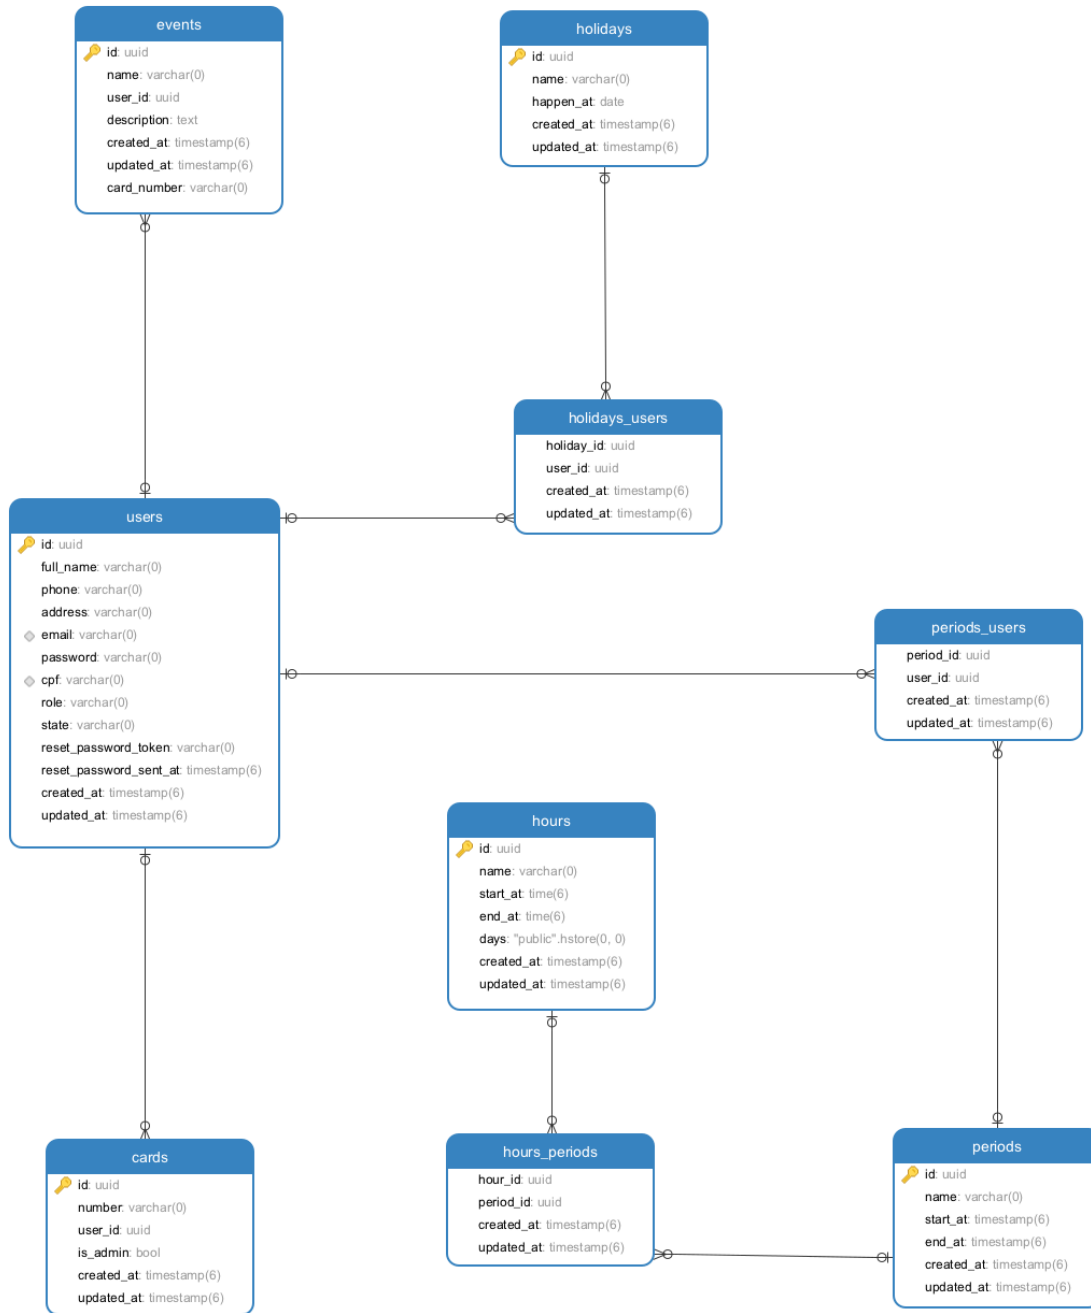 events
id: uuid
name: varchar(0)
user_id: uuid
description: text
created_at: timestamp(6)
updated_at: timestamp(6)
card_number: varchar(0)
holidays
id: uuid
name: varchar(0)
happen_at: date
created_at: timestamp(6)
updated_at: timestamp(6)
holidays_users
holiday_id: uuid
user_id: uuid
created_at: timestamp(6)
updated_at: timestamp(6)
users
id: uuid
full_name: varchar(0)
phone: varchar(0)
address: varchar(0)
email: varchar(0)
password: varchar(0)
cpf: varchar(0)
role: varchar(0)
state: varchar(0)
reset_password_token: varchar(0)
reset_password_sent_at: timestamp(6)
created_at: timestamp(6)
updated_at: timestamp(6)
periods_users
period_id: uuid
user_id: uuid
created_at: timestamp(6)
updated_at: timestamp(6)
hours
id: uuid
name: varchar(0)
start_at: time(6)
end_at: time(6)
days: "public".hstore(0, 0)
created_at: timestamp(6)
updated_at: timestamp(6)
cards
id: uuid
number: varchar(0)
user_id: uuid
is_admin: bool
created_at: timestamp(6)
updated_at: timestamp(6)
hours_periods
hour_id: uuid
period_id: uuid
created_at: timestamp(6)
updated_at: timestamp(6)
periods
id: uuid
name: varchar(0)
start_at: timestamp(6)
end_at: timestamp(6)
created_at: timestamp(6)
updated_at: timestamp(6)